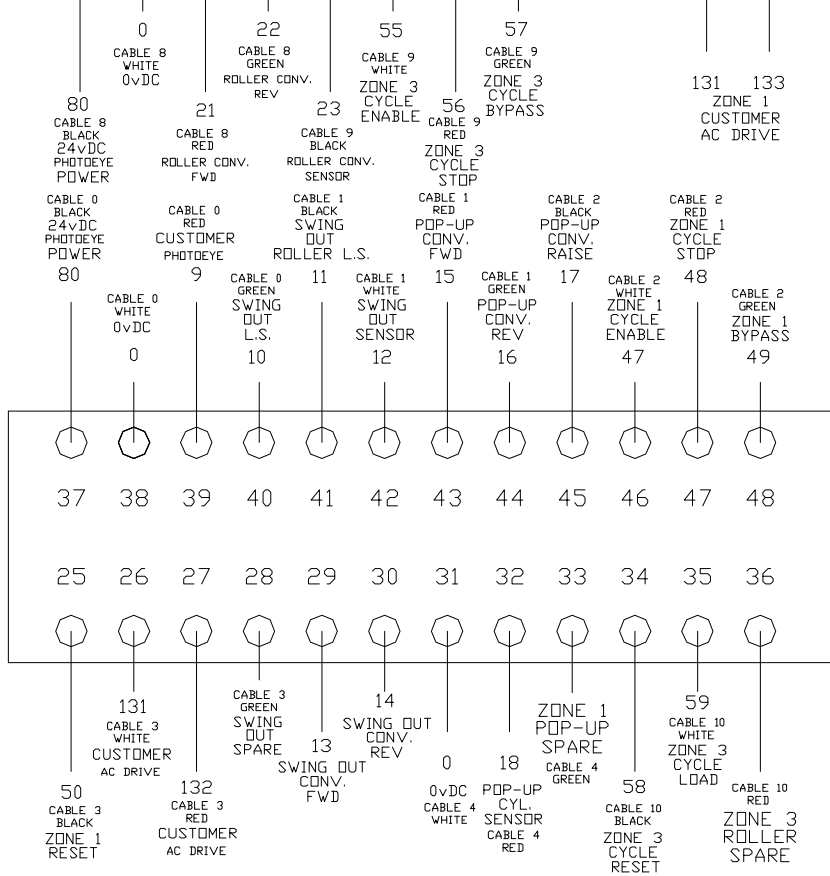 0
CABLE 8
WHITE
0vDC
22
CABLE 8
GREEN
ROLLER CONV.
REV
55
CABLE 9
WHITE
ZONE 3
CYCLE
ENABLE
57
CABLE 9
GREEN
ZONE 3
CYCLE
BYPASS
131 133
ZONE 1
CUSTOMER
AC DRIVE
80
CABLE 8
BLACK
24vDC
PHOTOEYE
POWER
21
CABLE 8
RED
ROLLER CONV.
FWD
23
CABLE 9
BLACK
ROLLER CONV.
SENSOR
56
CABLE 9
RED
ZONE 3
CYCLE
STOP
CABLE 0
BLACK
24vDC
PHOTOEYE
POWER
80
CABLE 0
WHITE
0vDC
0
CABLE 0
RED
CUSTOMER
PHOTOEYE
9
CABLE 0
GREEN
SWING
OUT
L.S.
10
CABLE 1
BLACK
SWING
OUT
ROLLER L.S.
11
CABLE 1
WHITE
SWING
OUT
SENSOR
12
CABLE 1
RED
POP-UP
CONV.
FWD
15
CABLE 1
GREEN
POP-UP
CONV.
REV
16
CABLE 2
BLACK
POP-UP
CONV.
RAISE
17
CABLE 2
WHITE
ZONE 1
CYCLE
ENABLE
47
CABLE 2
RED
ZONE 1
CYCLE
STOP
48
CABLE 2
GREEN
ZONE 1
BYPASS
49
37 38 39 40 41 42 43 44 45 46 47 48
25 26 27 28 29 30 31 32 33 34 35 36
50
CABLE 3
BLACK
ZONE 1
RESET
131
CABLE 3
WHITE
CUSTOMER
AC DRIVE
132
CABLE 3
RED
CUSTOMER
AC DRIVE
CABLE 3
GREEN
SWING
OUT
SPARE
13
SWING OUT
CONV.
FWD
14
SWING OUT
CONV.
REV
0
0vDC
CABLE 4
WHITE
18
POP-UP
CYL.
SENSOR
CABLE 4
RED
ZONE 1
POP-UP
SPARE
CABLE 4
GREEN
58
CABLE 10
BLACK
ZONE 3
CYCLE
RESET
59
CABLE 10
WHITE
ZONE 3
CYCLE
LOAD
CABLE 10
RED
ZONE 3
ROLLER
SPARE